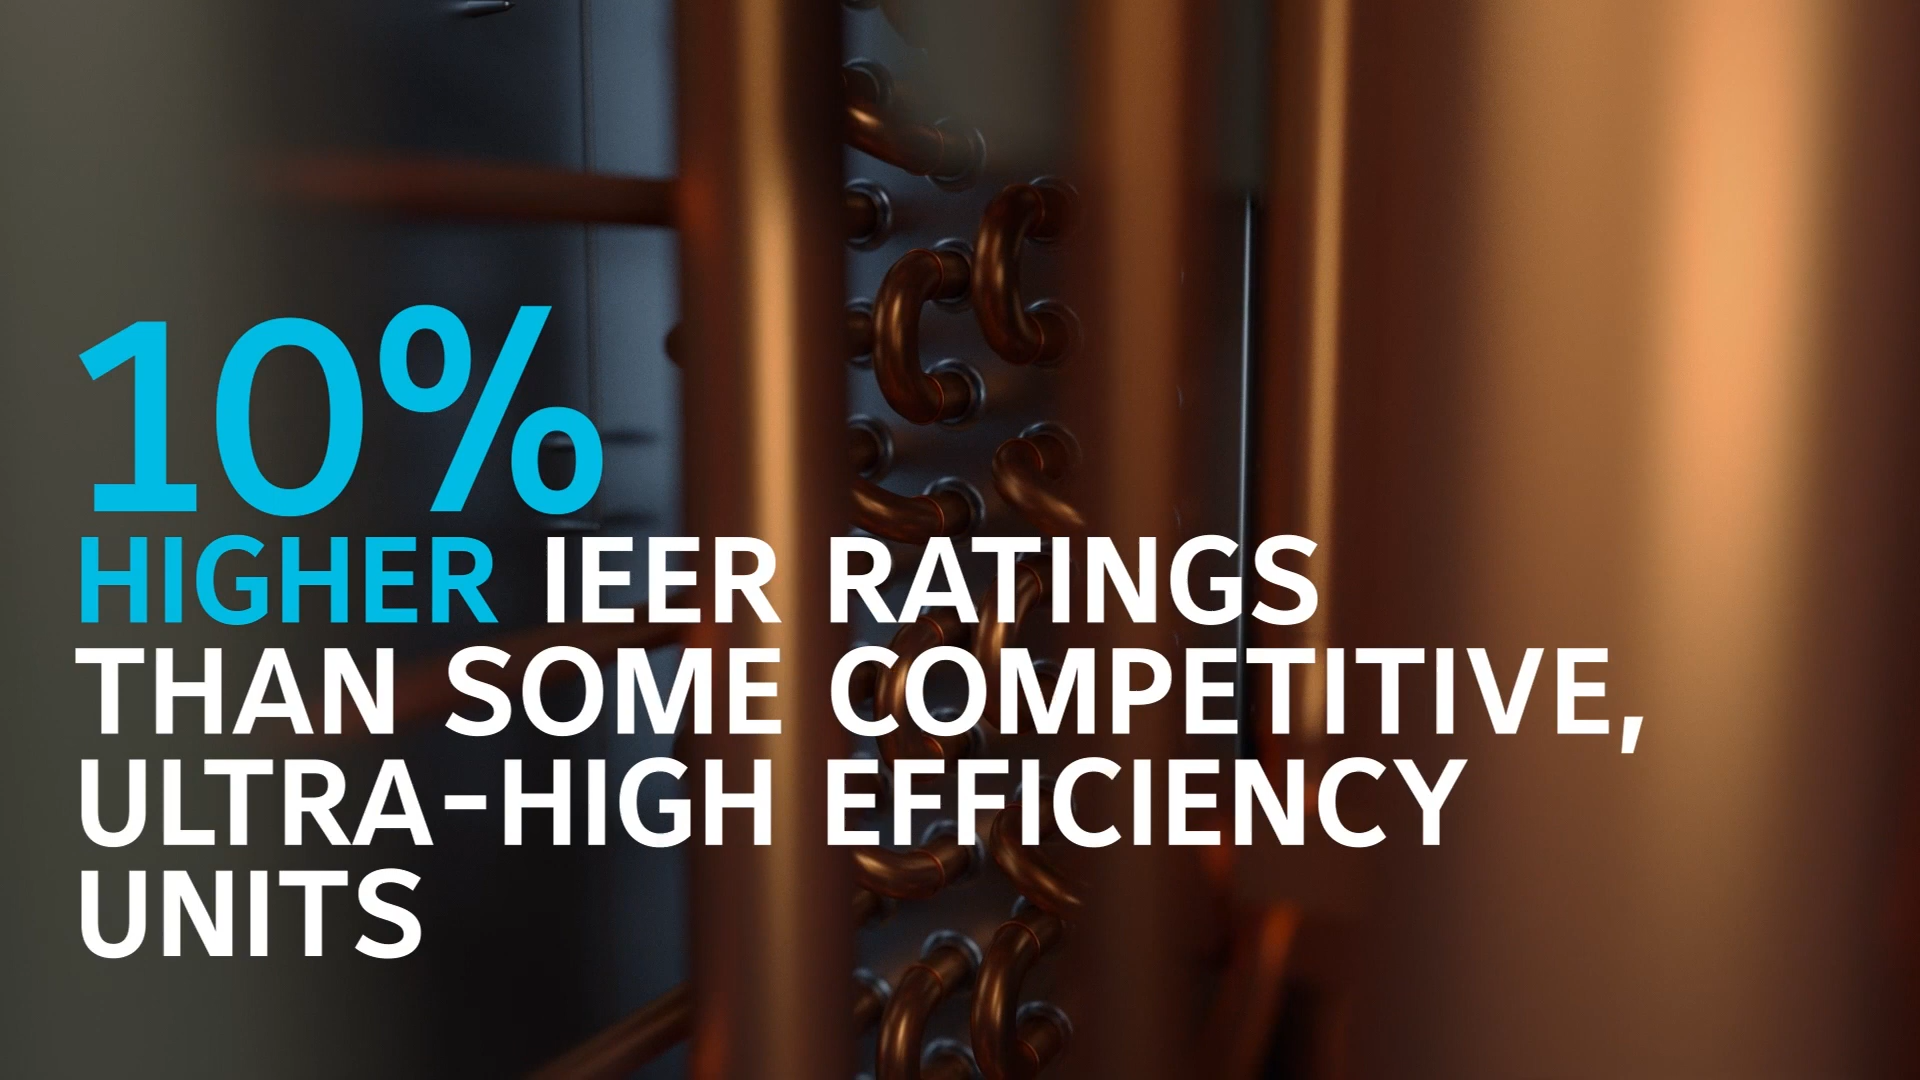 10%
HIGHER IEER RATINGS
THAN SOME COMPETITIVE,
ULTRA-HIGH EFFICIENCY
UNITS